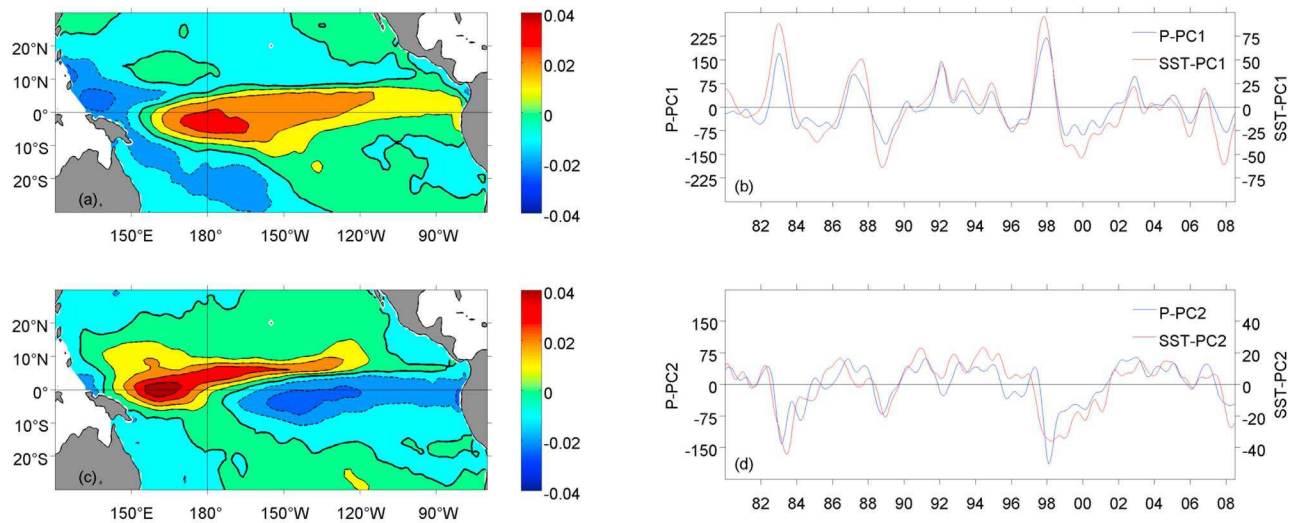 20°N
10°N
0°
10°S
20°S
(a)
150°E 180° 150°W 120°W 90°W
0.04
0.02
0
-0.02
-0.04
P-PC1
225
150
75
0
-75
-150
-225
P-PC1
SST-PC1
(b)
75
50
25
0
-25
-50
-75
SST-PC1
82 84 86 88 90 92 94 96 98 00 02 04 06 08
20°N
10°N
0°
10°S
20°S
(c)
150°E 180° 150°W 120°W 90°W
0.04
0.02
0
-0.02
-0.04
P-PC2
150
75
0
-75
-150
P-PC2
SST-PC2
(d)
40
20
0
-20
-40
SST-PC2
82 84 86 88 90 92 94 96 98 00 02 04 06 08